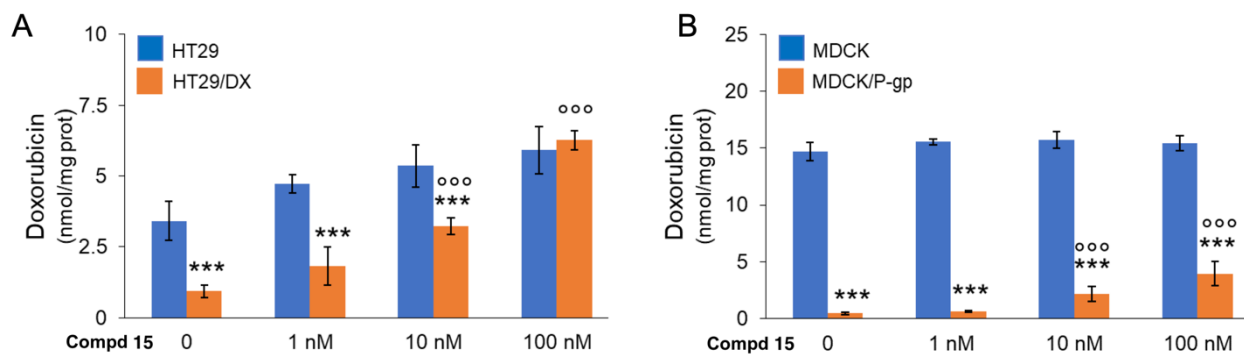 A
10
7.5
5
2.5
0
Doxorubicin
(nmol/mg prot)
HT29
HT29/DX
***
***
°°°
***
°°°
Compd 15 0 1 nM 10 nM 100 nM
B
25
20
15
10
5
0
Doxorubicin
(nmol/mg prot)
MDCK
MDCK/P-gp
***
***
°°°
***
°°°
***
Compd 15 0 1 nM 10 nM 100 nM